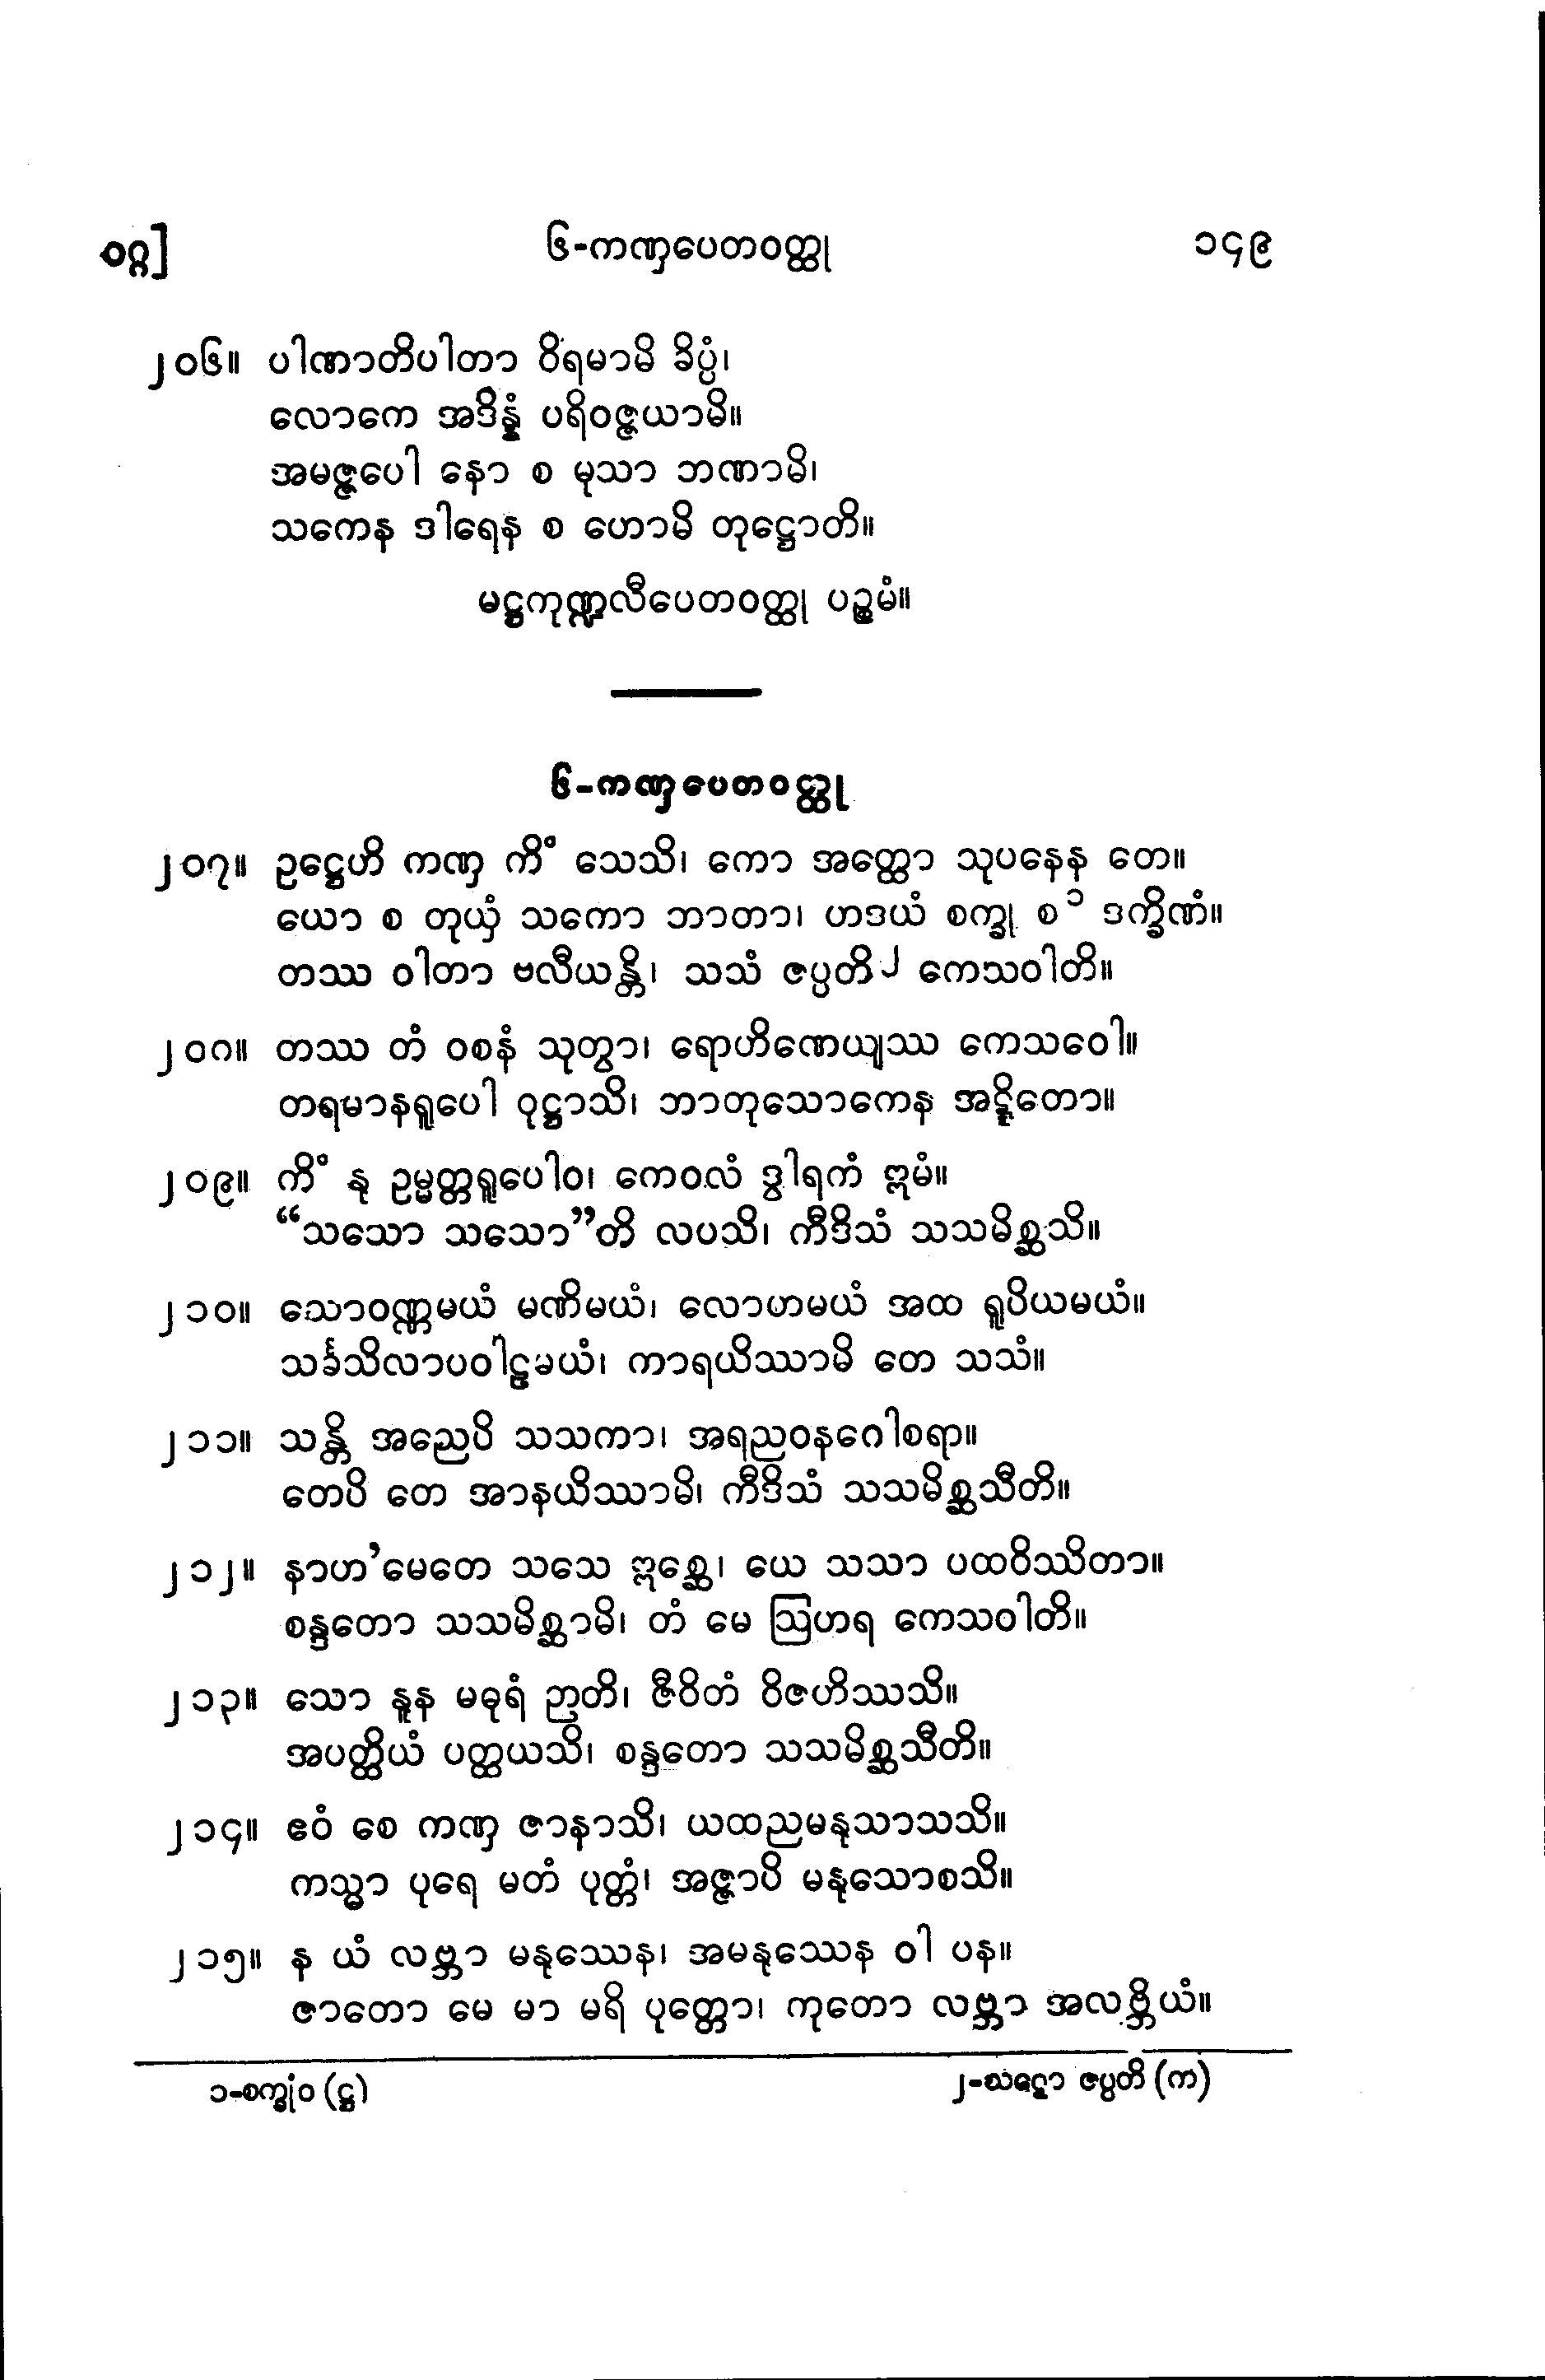 ဝဂ္ဂ]
၆-ကဏှပေတဝတ္ထု
၁၄၉
၂၀၆။ ပါဏာတိပါတာ ဝိရမာမိ ခိပ္ပံ၊
လောကေ အဒိန္နံ ပရိဝဇ္ဇယာမိ။
အမဇ္ဇပေါ နော စ မုသာ ဘဏာမိ၊
သကေန ဒါရေန စ ဟောမိ တုဋ္ဌောတိ။
မဋ္ဌကုဏ္ဍလီပေတဝတ္ထု ပဉ္စမံ။
၆-ကဏှပေတဝတ္ထု
၂၀၇။ ဥဋ္ဌေဟိ ကဏှ ကိံ သေသိ၊ ကော အတ္ထော သုပနေန တေ။
ယော စ တုယှံ သကော ဘာတာ၊ ဟဒယံ စက္ခု စ ၁ ဒက္ခိဏံ။
တဿ ဝါတာ ဗလီယန္တိ၊ သသံ ဇပ္ပတိ ၂ ကေသဝါတိ။
၂၀၈။ တဿ တံ ဝစနံ သုတွာ၊ ရောဟိဏေယျဿ ကေသဝေါ။
တရမာနရူပေါ ဝုဋ္ဌာသိ၊ ဘာတုသောကေန အဋ္ဋိတော။
၂၀၉။ ကိံ နု ဥမ္မတ္တရူပေါဝ၊ ကေဝလံ ဒွါရကံ ဣမံ။
“သသော သသော”တိ လပသိ၊ ကီဒိသံ သသမိစ္ဆသိ။
၂၁၀။ သောဝဏ္ဏမယံ မဏိမယံ၊ လောဟမယံ အထ ရူပိယမယံ။
သင်္ခသိလာပဝါဠမယံ၊ ကာရယိဿာမိ တေ သသံ။
၂၁၁။ သန္တိ အညေပိ သသကာ၊ အရညဝနဂေါစရာ။
တေပိ တေ အာနယိဿာမိ၊ ကီဒိသံ သသမိစ္ဆသီတိ။
၂၁၂။ နာဟ’မေတေ သသေ ဣစ္ဆေ၊ ယေ သသာ ပထဝိဿိတာ။
စန္ဒတော သသမိစ္ဆာမိ၊ တံ မေ ဩဟရ ကေသဝါတိ။
၂၁၃။ သော နူန မဓုရံ ဉာတိ၊ ဇီဝိတံ ဝိဇဟိဿသိ။
အပတ္ထိယံ ပတ္ထယသိ၊ စန္ဒတော သသမိစ္ဆသီတိ။
၂၁၄။ ဧဝံ စေ ကဏှ ဇာနာသိ၊ ယထညမနုသာသသိ။
ကသ္မာ ပုရေ မတံ ပုတ္တံ၊ အဇ္ဇာပိ မနုသောစသိ။
၂၁၅။ န ယံ လဗ္ဘာ မနုဿေန၊ အမနုဿေန ဝါ ပန။
ဇာတော မေ မာ မရိ ပုတ္တော၊ ကုတော လဗ္ဘာ အလဗ္ဘိယံ။
၁-စက္ခုံဝ (ဋ္ဌ)
ဇပ္ပတိ (က)